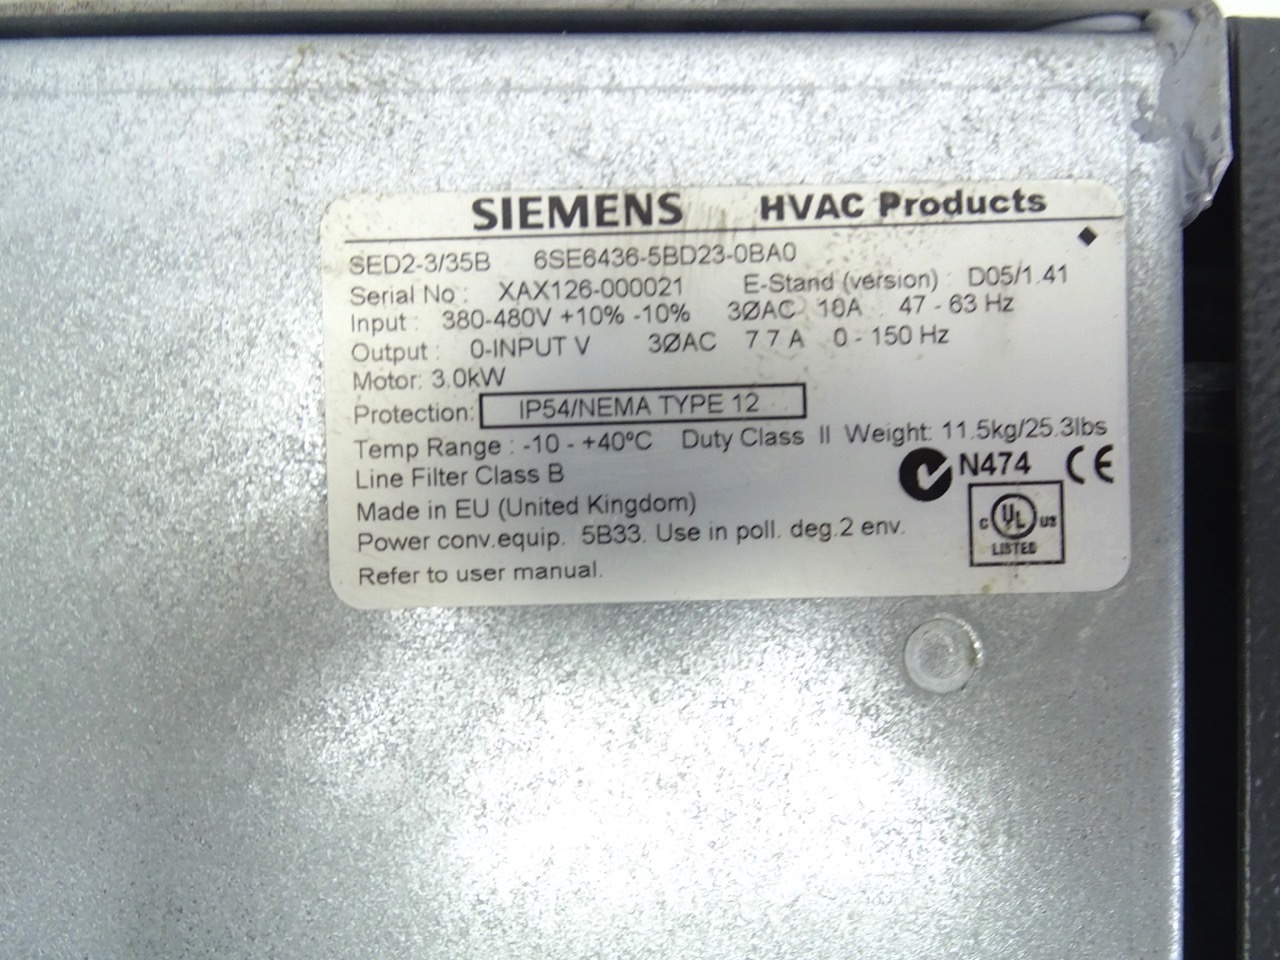 SIEMENS HVAC Products
SED2-3/35B 6SE6436-5BD23-0BA0
Serial No : XAX126-000021 E-Stand (version) : D05/1.41
Input : 380-480V +10% -10% 3ØAC 10A . 47 - 63 Hz
Output : 0-INPUT V 3ØAC 7 7 A 0 - 150 Hz
Motor: 3.0kW
Protection: IP54/NEMA TYPE 12
Temp Range : -10 - +40ºC Duty Class II Weight: 11.5kg/25.3lbs
Line Filter Class B
N474 CE
Made in EU (United Kingdom)
Power conv.equip. 5B33. Use in poll. deg.2 env.
C UL US
LISTED
Refer to user manual.